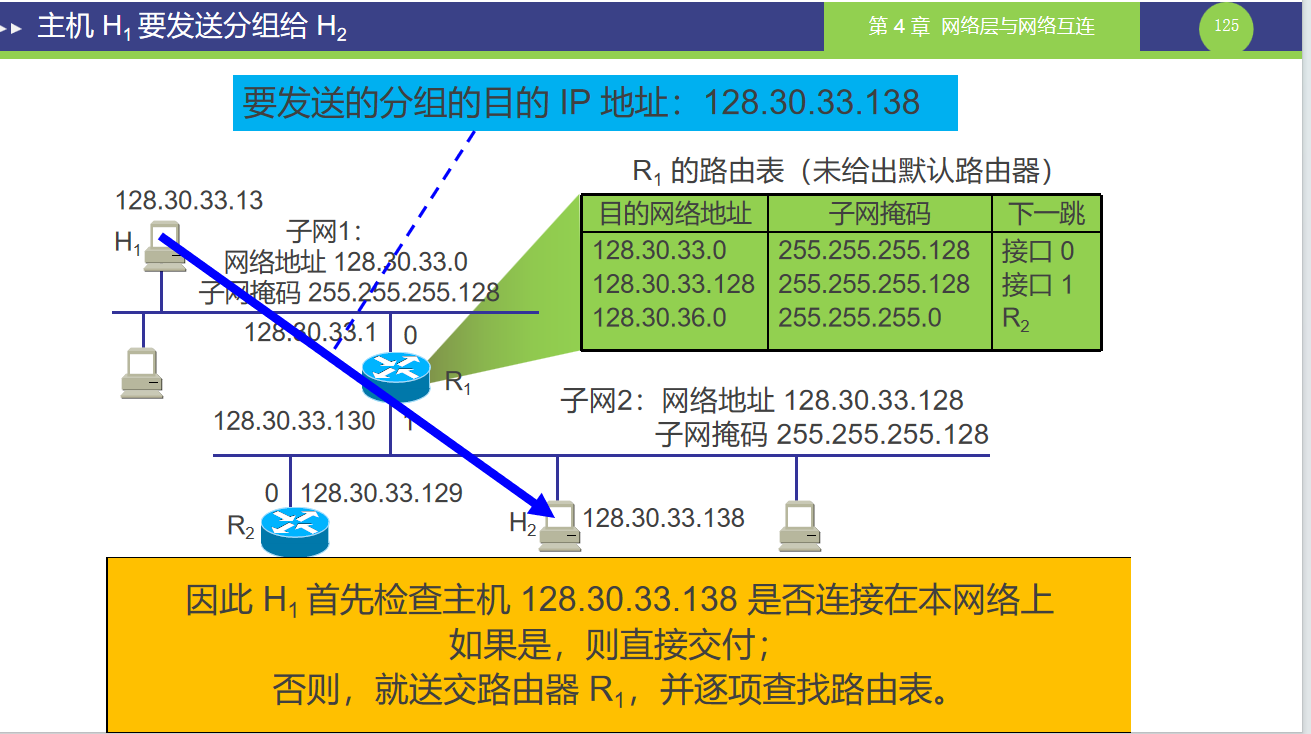 主机 H1 要发送分组给 H2
第 4 章 网络层与网络互连
125
要发送的分组的目的 IP 地址：128.30.33.138
R1 的路由表（未给出默认路由器）
目的网络地址 子网掩码 下一跳
128.30.33.0 255.255.255.128 接口 0
128.30.33.128 255.255.255.128 接口 1
128.30.36.0 255.255.255.0 R2
128.30.33.13
H1
子网1：
网络地址 128.30.33.0
子网掩码 255.255.255.128
128.30.33.1 0
R1
128.30.33.130 1
子网2：网络地址 128.30.33.128
子网掩码 255.255.255.128
0 128.30.33.129
R2
H2 128.30.33.138
因此 H1 首先检查主机 128.30.33.138 是否连接在本网络上
如果是，则直接交付；
否则，就送交路由器 R1，并逐项查找路由表。